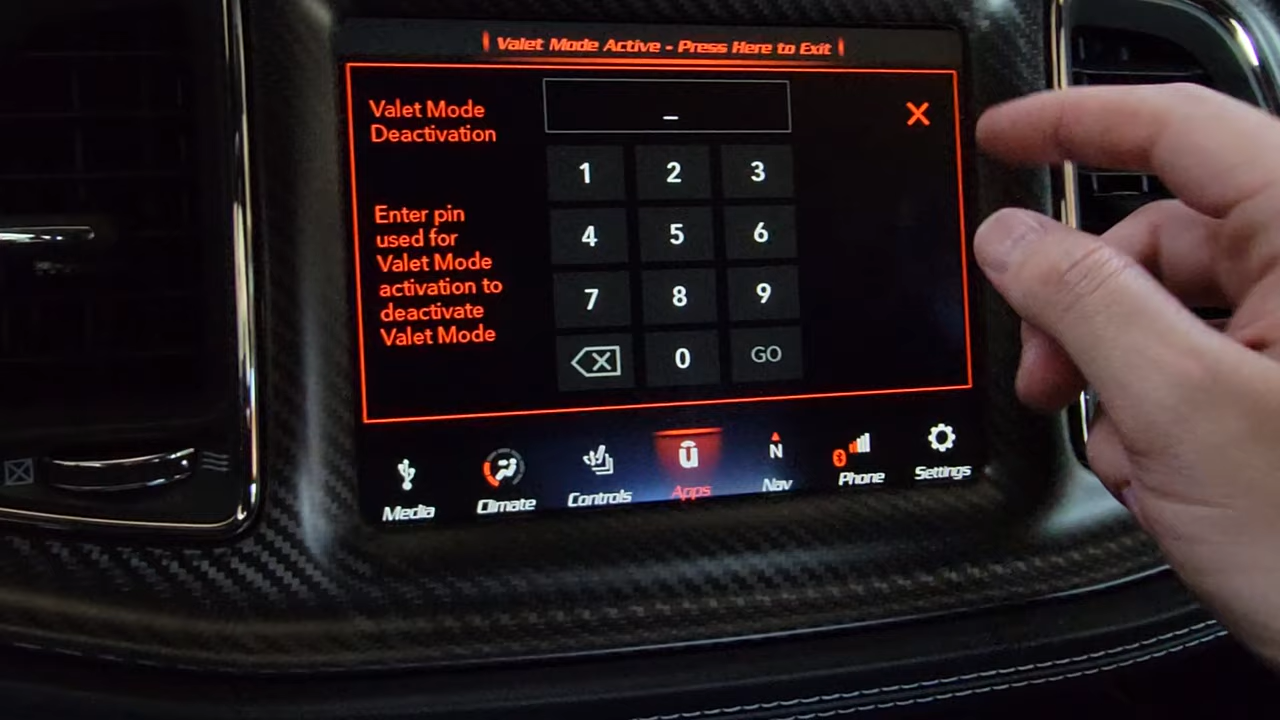 Valet Mode Active - Press Here to Exit
Valet Mode
Deactivation
Enter pin
used for
Valet Mode
activation to
deactivate
Valet Mode
_
1 2 3
4 5 6
7 8 9
0 GO
Media Climate Controls Apps Nav Phone Settings
N
û